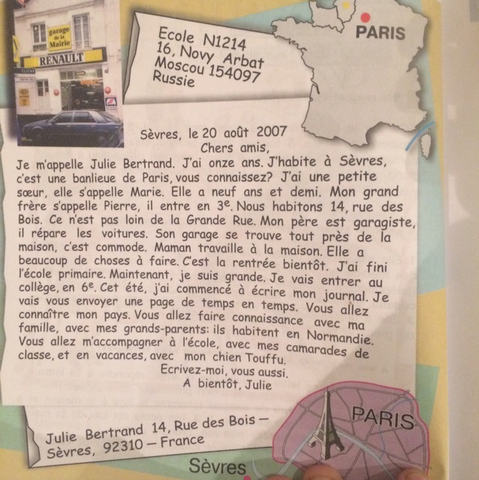 garage
de la
Mairie
RENAULT
Ecole N1214
16, Novy Arbat
Moscou 154097
Russie
PARIS
Sèvres, le 20 août 2007
Chers amis,
Je m'appelle Julie Bertrand. J'ai onze ans. J'habite à Sèvres,
c'est une banlieue de Paris, vous connaissez? J'ai une petite
sœur, elle s'appelle Marie. Elle a neuf ans et demi. Mon grand
frère s'appelle Pierre, il entre en 3e. Nous habitons 14, rue des
Bois. Ce n'est pas loin de la Grande Rue. Mon père est garagiste,
il répare les voitures. Son garage se trouve tout près de la
maison, c'est commode. Maman travaille à la maison. Elle a
beaucoup de choses à faire. C'est la rentrée bientôt. J'ai fini
l'école primaire. Maintenant, je suis grande. Je vais entrer au
collège, en 6e. Cet été, j'ai commencé à écrire mon journal. Je
vais vous envoyer une page de temps en temps. Vous allez
connaître mon pays. Vous allez faire connaissance avec ma
famille, avec mes grands-parents: ils habitent en Normandie.
Vous allez m'accompagner à l'école, avec mes camarades de
classe, et en vacances, avec mon chien Touffu.
Ecrivez-moi, vous aussi.
A bientôt, Julie
Julie Bertrand 14, Rue des Bois –
Sèvres, 92310 – France
PARIS
Sèvres